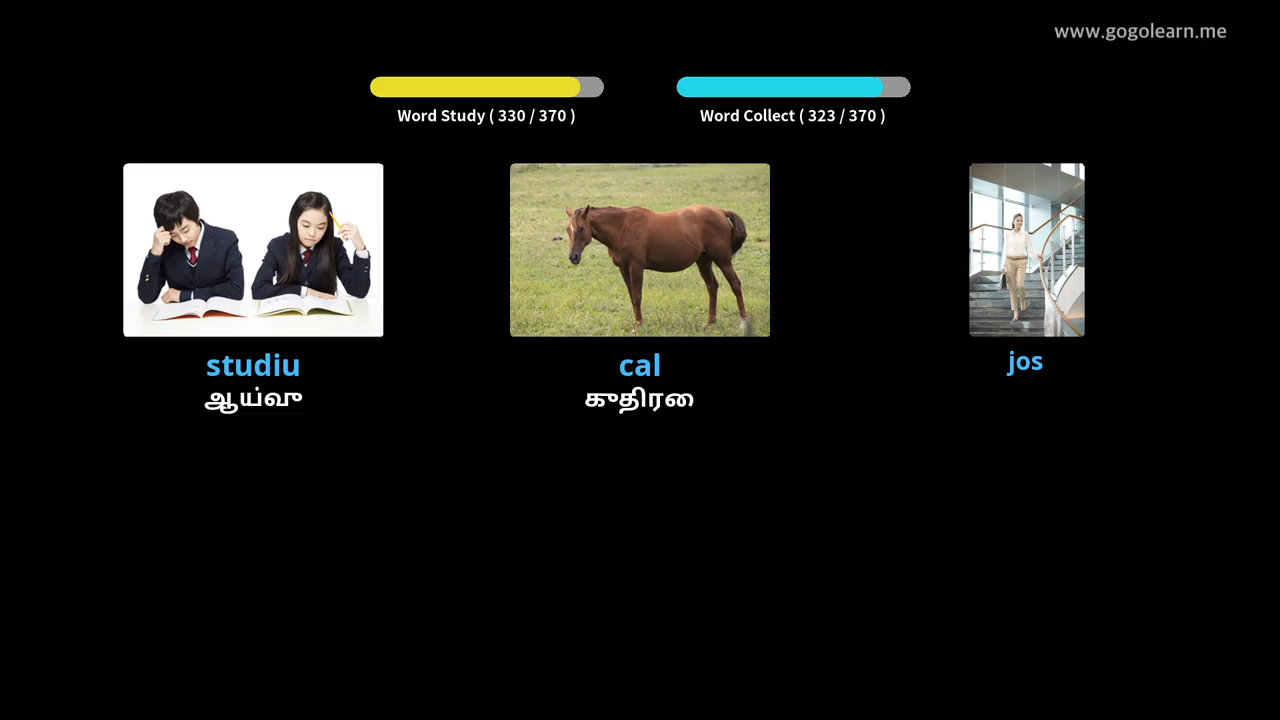 www.gogolearn.me
Word Study ( 330 / 370 )
Word Collect ( 323 / 370 )
studiu
ஆய்வு
cal
குதிரை
jos